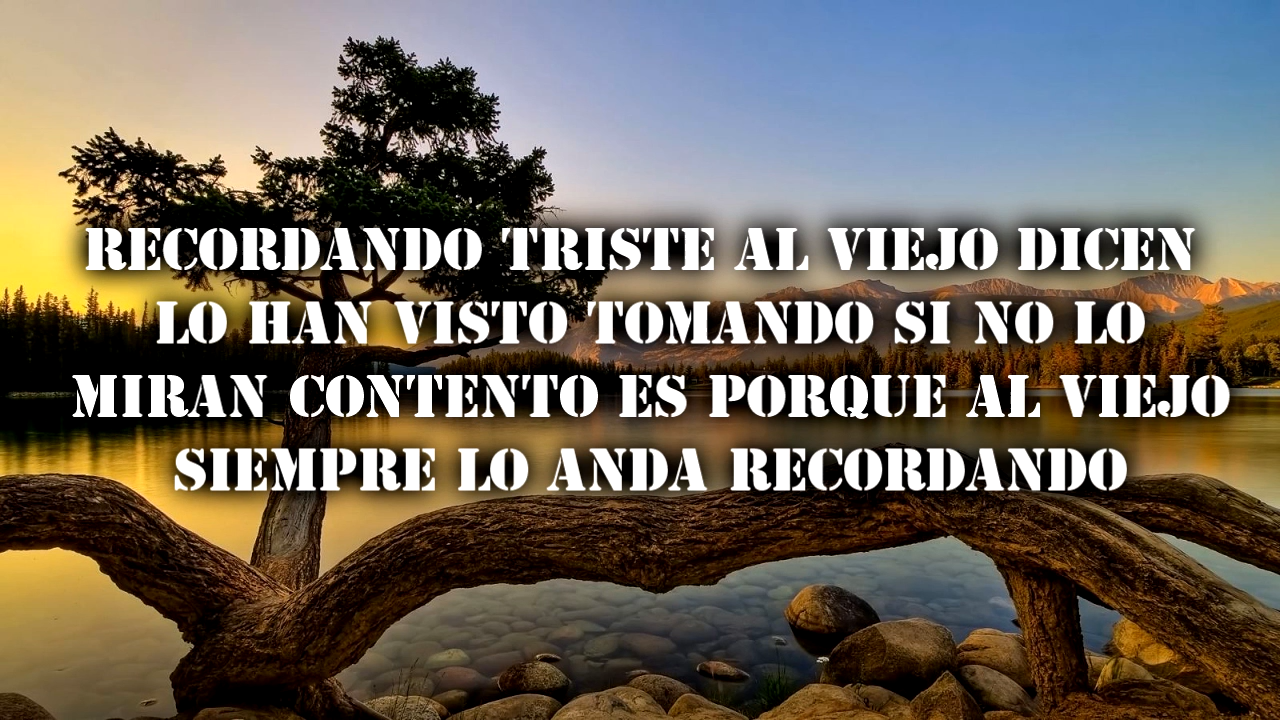 RECORDANDO TRISTE AL VIEJO DICEN
LO HAN VISTO TOMANDO SI NO LO
MIRAN CONTENTO ES PORQUE AL VIEJO
SIEMPRE LO ANDA RECORDANDO